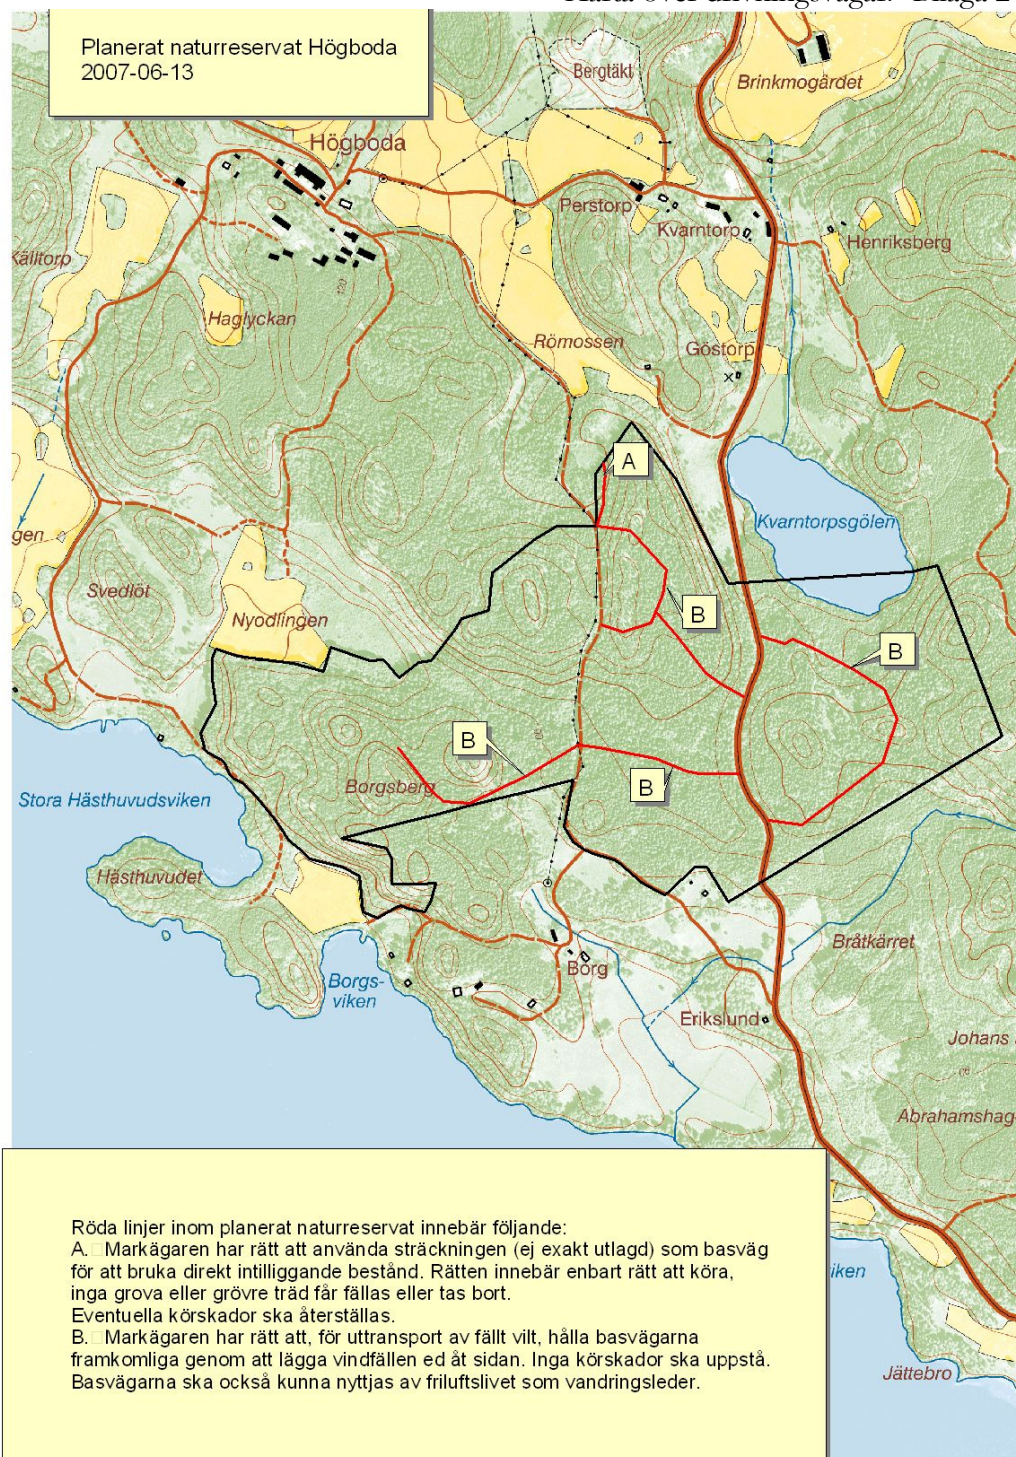 Planerat naturreservat Högboda
2007-06-13
Bergtäkt
Brinkmogärdet
Högboda
Perstorp
Kvarntorp
Henriksberg
Källtorp
120
Haglyckan
Römossen
Göstorp
A
Kvarntorpsgölen
gen
Svedlöt
Nyodlingen
B
B
B
Stora Hästhuvudsviken
Borgsberg
B
Hästhuvudet
Bråtkärret
Borgs-
viken
Borg
Erikslund
Johans
Abrahamshag
iken
Jättebro
Röda linjer inom planerat naturreservat innebär följande:
A. Markägaren har rätt att använda sträckningen (ej exakt utlagd) som basväg
för att bruka direkt intilliggande bestånd. Rätten innebär enbart rätt att köra,
inga grova eller grövre träd får fällas eller tas bort.
Eventuella körskador ska återställas.
B. Markägaren har rätt att, för uttransport av fällt vilt, hålla basvägarna
framkomliga genom att lägga vindfällen ed åt sidan. Inga körskador ska uppstå.
Basvägarna ska också kunna nyttjas av friluftslivet som vandringsleder.